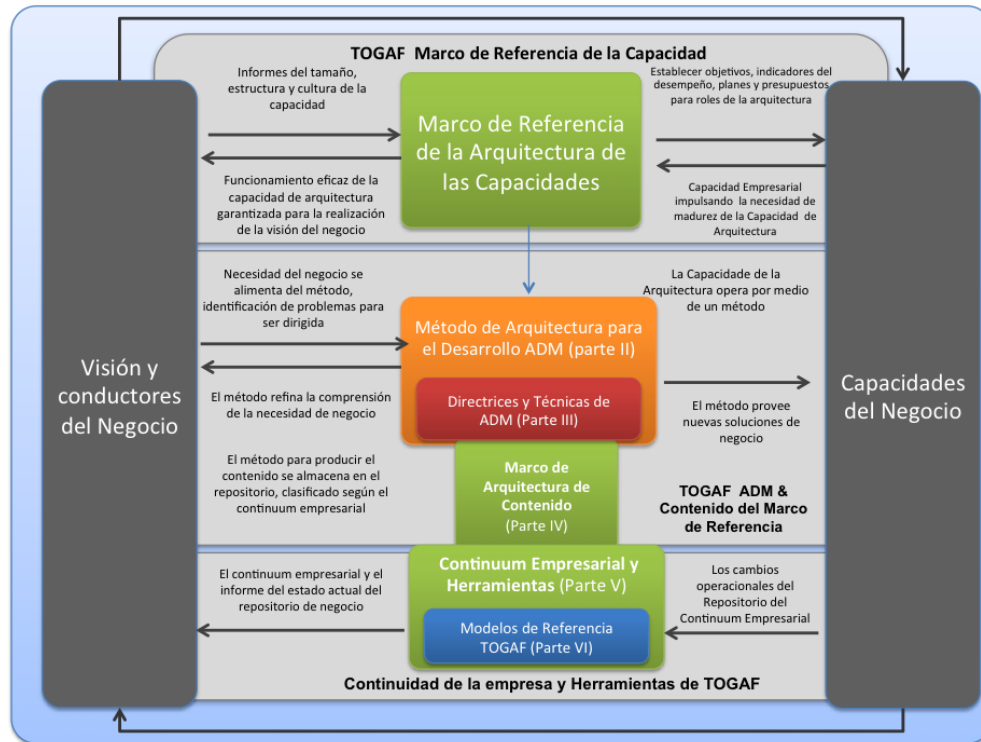 TOGAF Marco de Referencia de la Capacidad
Informes del tamaño,
estructura y cultura de la
capacidad
Marco de Referencia
de la Arquitectura de
las Capacidades
Establecer objetivos, indicadores del
desempeño, planes y presupuestos
para roles de la arquitectura
Funcionamiento eficaz de la
capacidad de arquitectura
garantizada para la realización
de la visión del negocio
Capacidad Empresarial
impulsando la necesidad de
madurez de la Capacidad de
Arquitectura
Visión y
conductores
del Negocio
Capacidades
del Negocio
Necesidad del negocio se
alimenta del método,
identificación de problemas para
ser dirigida
La Capacidade de la
Arquitectura opera por medio
de un método
Método de Arquitectura para
el Desarrollo ADM (parte II)
Directrices y Técnicas de
ADM (Parte III)
El método refina la comprensión
de la necesidad de negocio
El método provee
nuevas soluciones de
negocio
El método para producir el
contenido se almacena en el
repositorio, clasificado según el
continuum empresarial
Marco de
Arquitectura de
Contenido
(Parte IV)
TOGAF ADM &
Contenido del Marco
de Referencia
El continuum empresarial y el
informe del estado actual del
repositorio de negocio
Continuum Empresarial y
Herramientas (Parte V)
Modelos de Referencia
TOGAF (Parte VI)
Los cambios
operacionales del
Repositorio del
Continuum Empresarial
Continuidad de la empresa y Herramientas de TOGAF